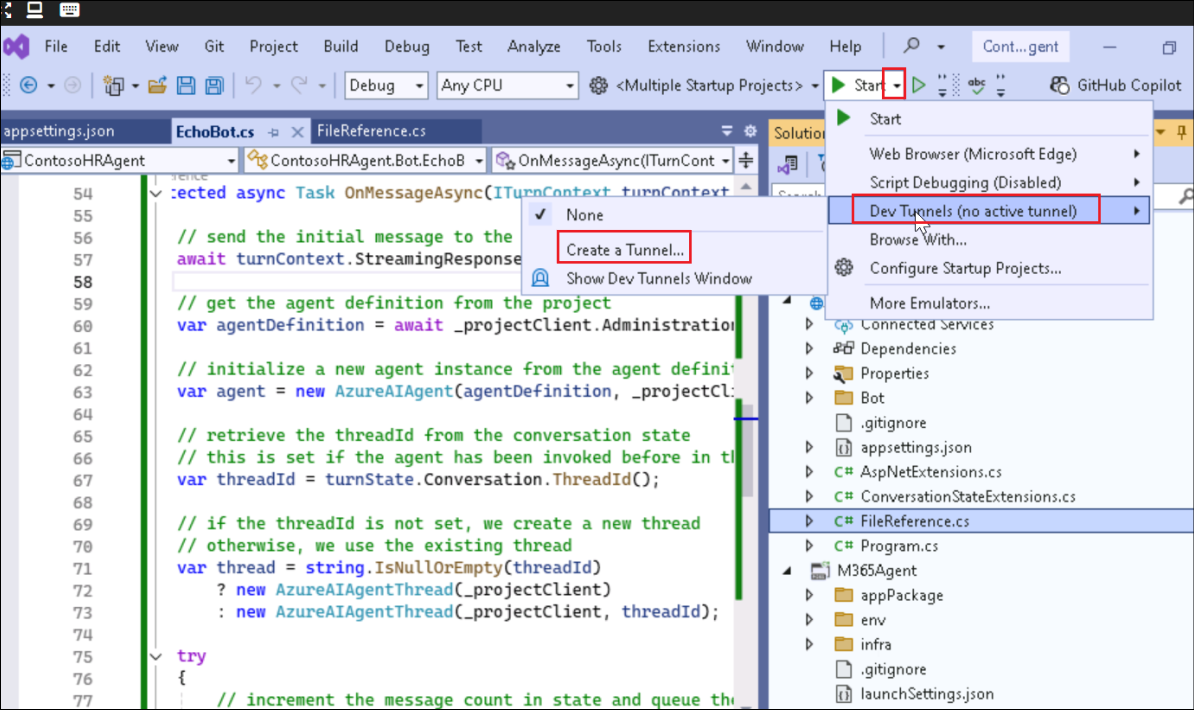 File Edit View Git Project Build Debug Test Analyze Tools Extensions Window Help Cont...gent
Debug Any CPU <Multiple Startup Projects> Start abc GitHub Copilot
appsettings.json EchoBot.cs FileReference.cs
ContosoHRAgent ContosoHRAgent.Bot.EchoB OnMessageAsync(ITurnCont
54 :ected async Task OnMessageAsync(ITurnContext turnContext
55
56 // send the initial message to the
57 await turnContext.StreamingResponse
58
59 // get the agent definition from the project
60 var agentDefinition = await _projectClient.Administration
61
62 // initialize a new agent instance from the agent definit
63 var agent = new AzureAIAgent(agentDefinition, _projectCl
64
65 // retrieve the threadId from the conversation state
66 // this is set if the agent has been invoked before in th
67 var threadId = turnState.Conversation.ThreadId();
68
69 // if the threadId is not set, we create a new thread
70 // otherwise, we use the existing thread
71 var thread = string.IsNullOrEmpty(threadId)
72 ? new AzureAIAgentThread(_projectClient)
73 : new AzureAIAgentThread(_projectClient, threadId);
74
75 try
76 {
77 // increment the message count in state and queue the
None
Create a Tunnel...
Show Dev Tunnels Window
Start
Web Browser (Microsoft Edge)
Script Debugging (Disabled)
Dev Tunnels (no active tunnel)
Browse With...
Configure Startup Projects...
More Emulators...
Solution
Connected Services
Dependencies
Properties
Bot
.gitignore
appsettings.json
C# AspNetExtensions.cs
C# ConversationStateExtensions.cs
C# FileReference.cs
C# Program.cs
M365Agent
appPackage
env
infra
.gitignore
launchSettings.json